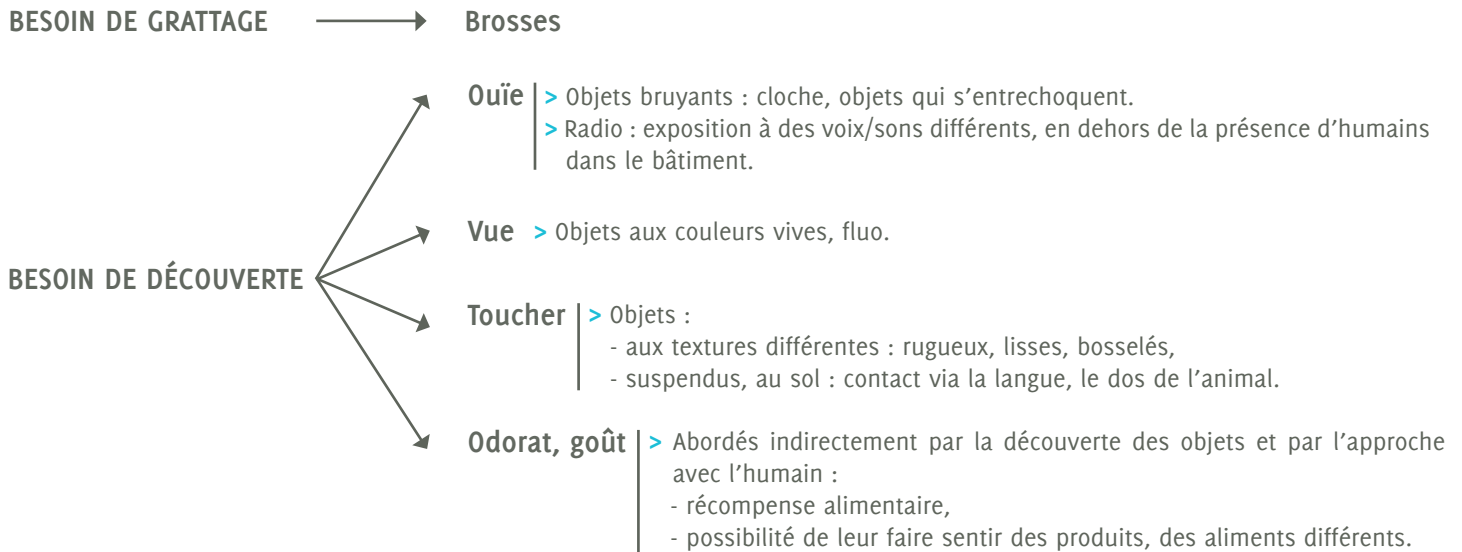 BESOIN DE GRATTAGE
Brosses
Ouïe
> Objets bruyants : cloche, objets qui s’entrechoquent.
> Radio : exposition à des voix/sons différents, en dehors de la présence d’humains
dans le bâtiment.
Vue
> Objets aux couleurs vives, fluo.
BESOIN DE DÉCOUVERTE
Toucher
> Objets :
- aux textures différentes : rugueux, lisses, bosselés,
- suspendus, au sol : contact via la langue, le dos de l’animal.
Odorat, goût
> Abordés indirectement par la découverte des objets et par l’approche
avec l’humain :
- récompense alimentaire,
- possibilité de leur faire sentir des produits, des aliments différents.